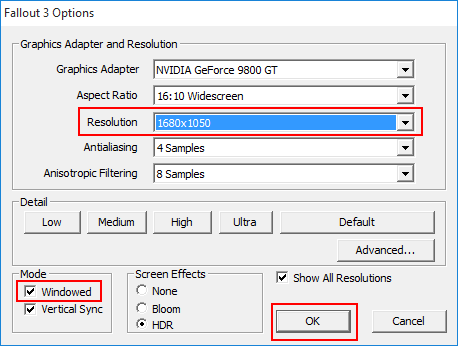 Fallout 3 Options
Graphics Adapter and Resolution
Graphics Adapter NVIDIA GeForce 9800 GT
Aspect Ratio 16:10 Widescreen
Resolution 1680x1050
Antialiasing 4 Samples
Anisotropic Filtering 8 Samples
Detail
Low Medium High Ultra Default
Advanced...
Mode
Windowed
Vertical Sync
Screen Effects
None
Bloom
HDR
Show All Resolutions
OK Cancel